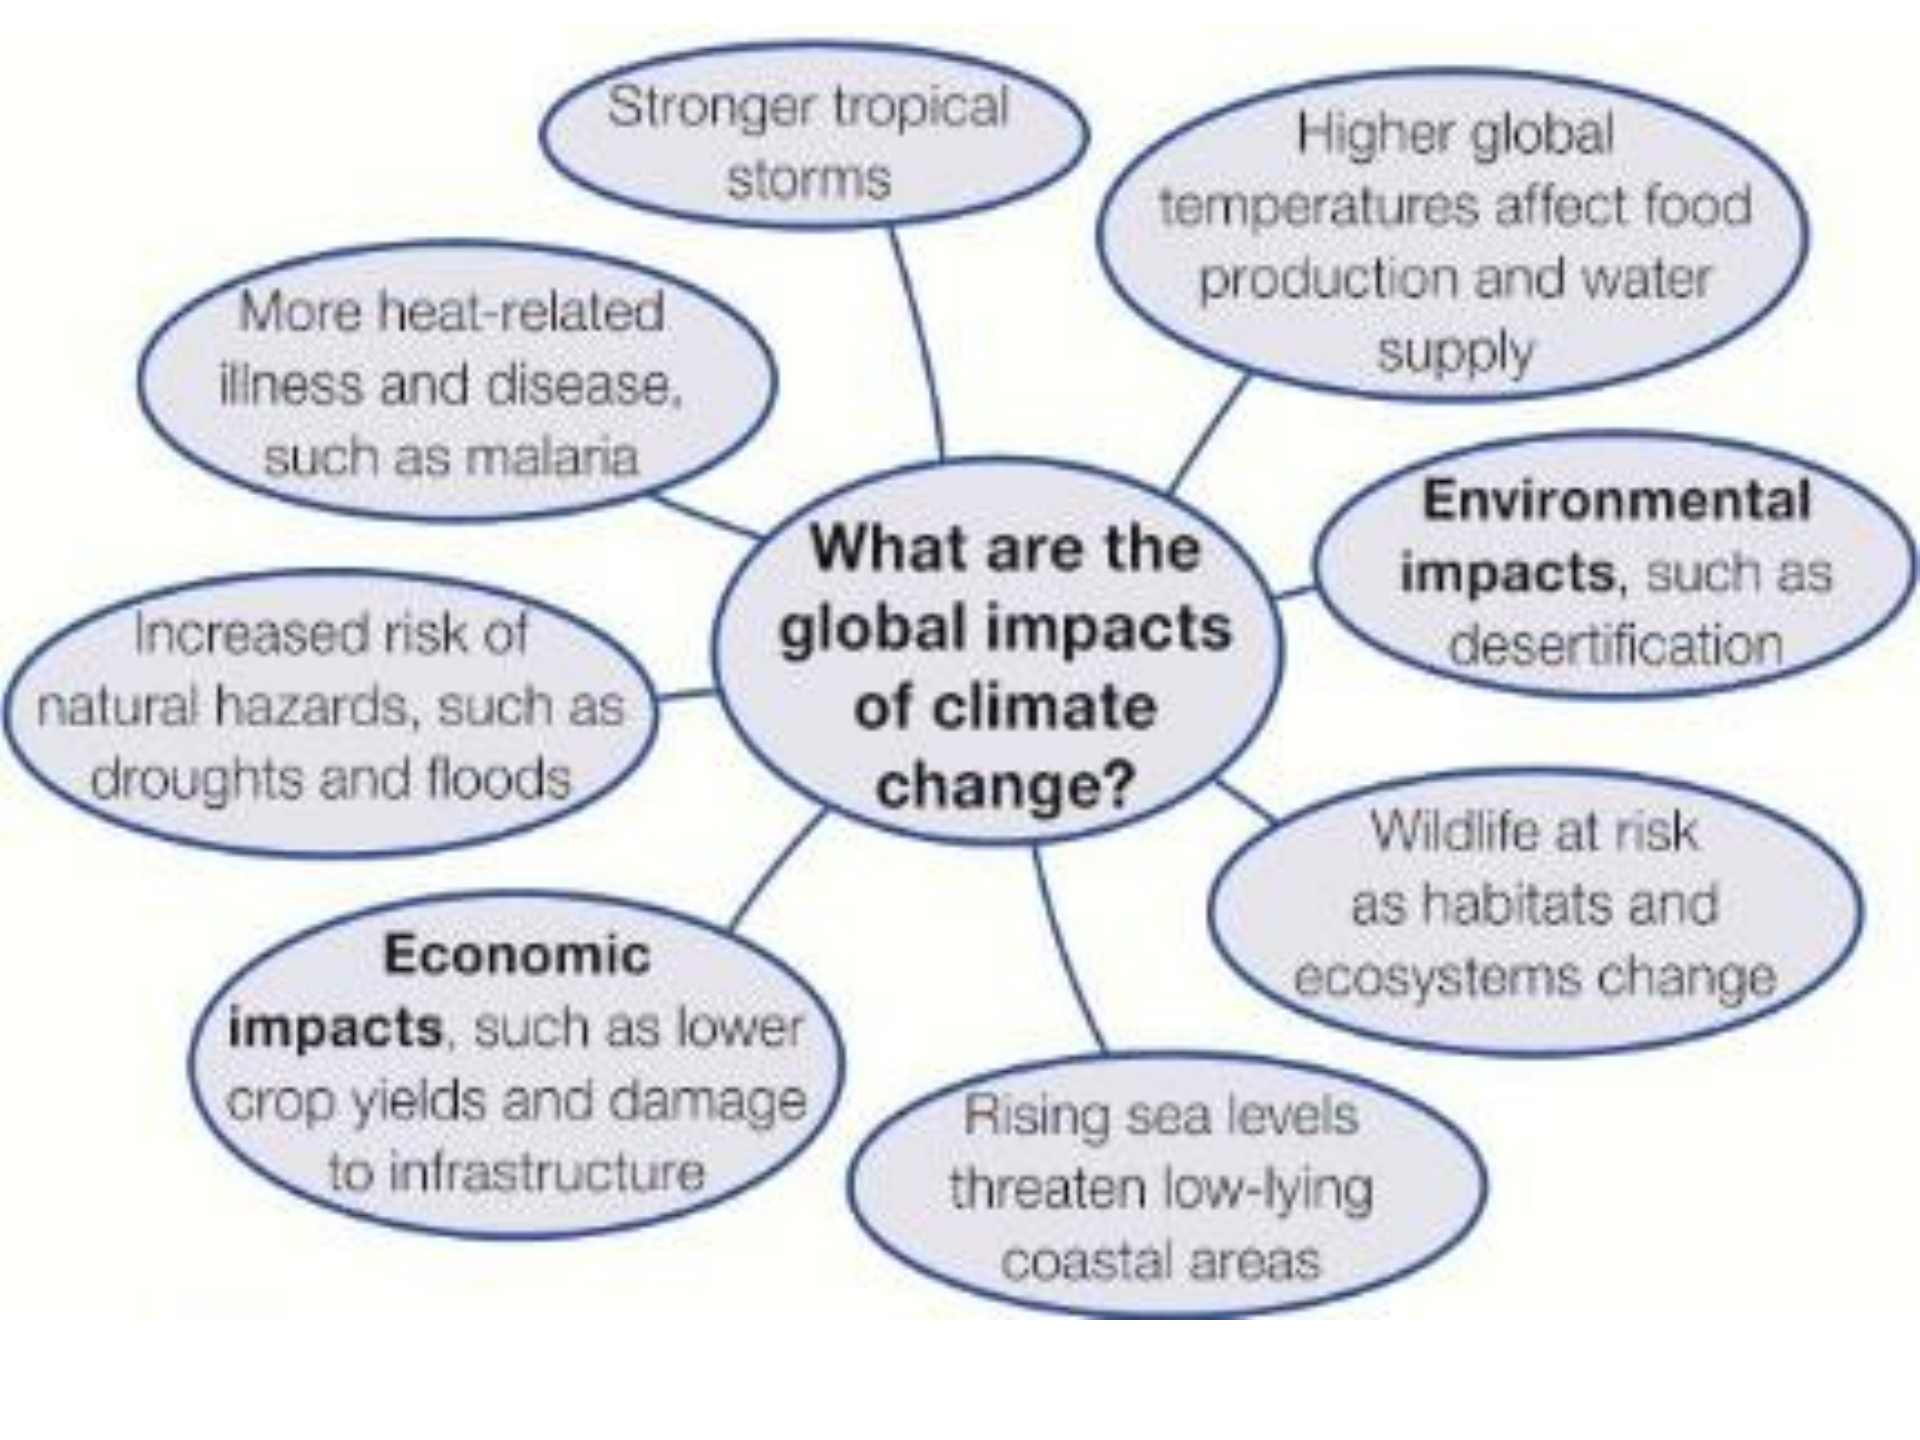 Stronger tropical
storms
Higher global
temperatures affect food
production and water
supply
More heat-related
illness and disease,
such as malaria
Environmental
impacts, such as
desertification
What are the
global impacts
of climate
change?
Increased risk of
natural hazards, such as
droughts and floods
Wildlife at risk
as habitats and
ecosystems change
Economic
impacts, such as lower
crop yields and damage
to infrastructure
Rising sea levels
threaten low-lying
coastal areas